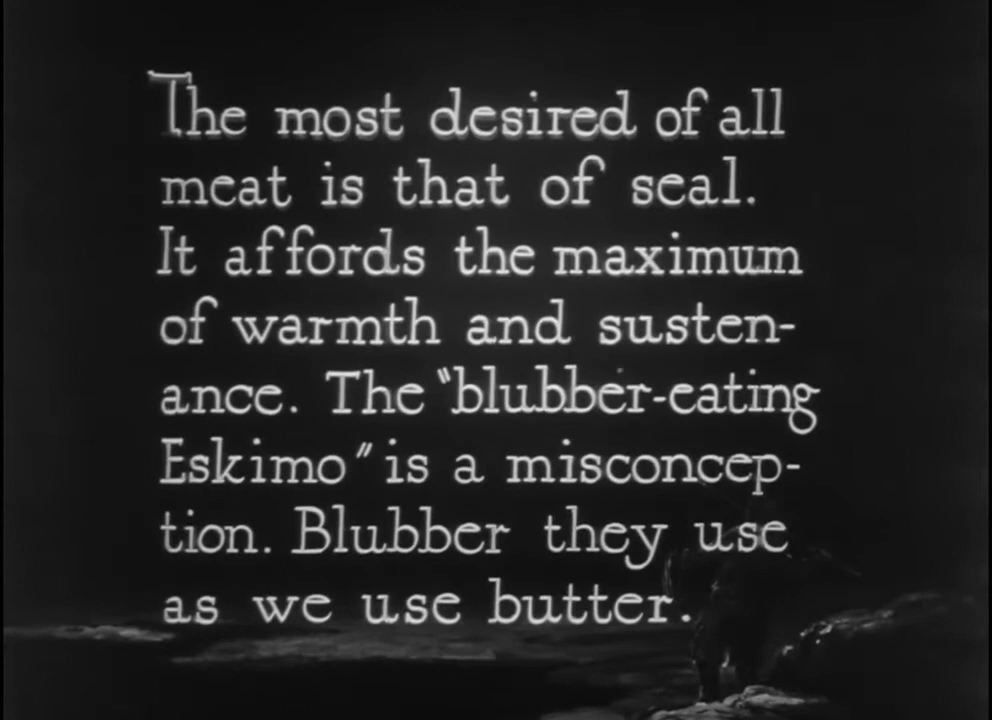 The most desired of all
meat is that of seal.
It affords the maximum
of warmth and susten-
ance. The "blubber-eating
Eskimo" is a misconcep-
tion. Blubber they use
as we use butter.